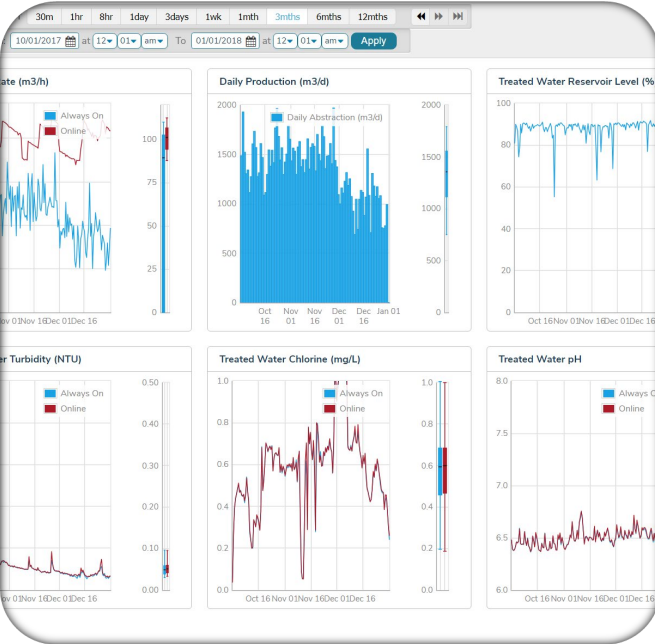 30m 1hr 8hr 1day 3days 1wk 1mth 3mths 6mths 12mths
10/01/2017 at 12 01 am To 01/01/2018 at 12 01 am Apply
ate (m3/h)
Always On
Online
100
75
50
25
0
ov 01 Nov 16 Dec 01 Dec 16
Daily Production (m3/d)
Daily Abstraction (m3/d)
2000
1500
1000
500
0
2000
1500
1000
500
0
Oct 16 Nov 01 Nov 16 Dec 01 Dec 16 Jan 01
Treated Water Reservoir Level (%
100
80
60
40
20
0
Oct 16 Nov 01 Nov 16 Dec 01 Dec 16
er Turbidity (NTU)
Always On
Online
0.50
0.40
0.30
0.20
0.10
0.00
ov 01 Nov 16 Dec 01 Dec 16
Treated Water Chlorine (mg/L)
Always On
Online
1.0
0.8
0.6
0.4
0.2
0.0
1.0
0.8
0.6
0.4
0.2
0.0
Oct 16 Nov 01 Nov 16 Dec 01 Dec 16
Treated Water pH
Always O
Online
8.0
7.5
7.0
6.5
6.0
Oct 16 Nov 01 Nov 16 Dec 01 Dec 16